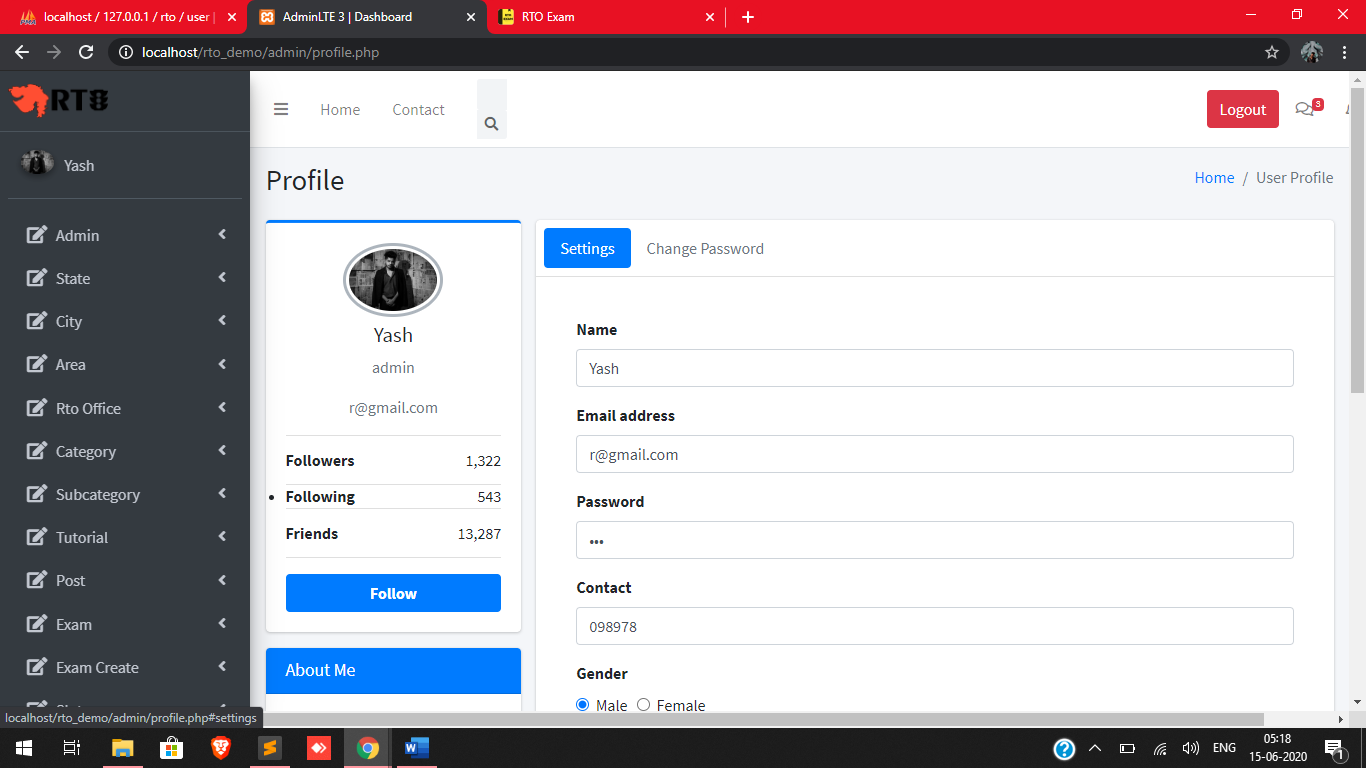 localhost / 127.0.0.1 / rto / user |
AdminLTE 3 | Dashboard
RTO Exam
localhost/rto_demo/admin/profile.php
RTO
Home
Contact
Logout
3
Yash
Profile
Home / User Profile
Admin
State
City
Area
Rto Office
Category
Subcategory
Tutorial
Post
Exam
Exam Create
Yash
admin
r@gmail.com
Followers 1,322
Following 543
Friends 13,287
Follow
About Me
Settings
Change Password
Name
Yash
Email address
r@gmail.com
Password
•••
Contact
098978
Gender
Male Female
localhost/rto_demo/admin/profile.php#settings
ENG
05:18
15-06-2020
1